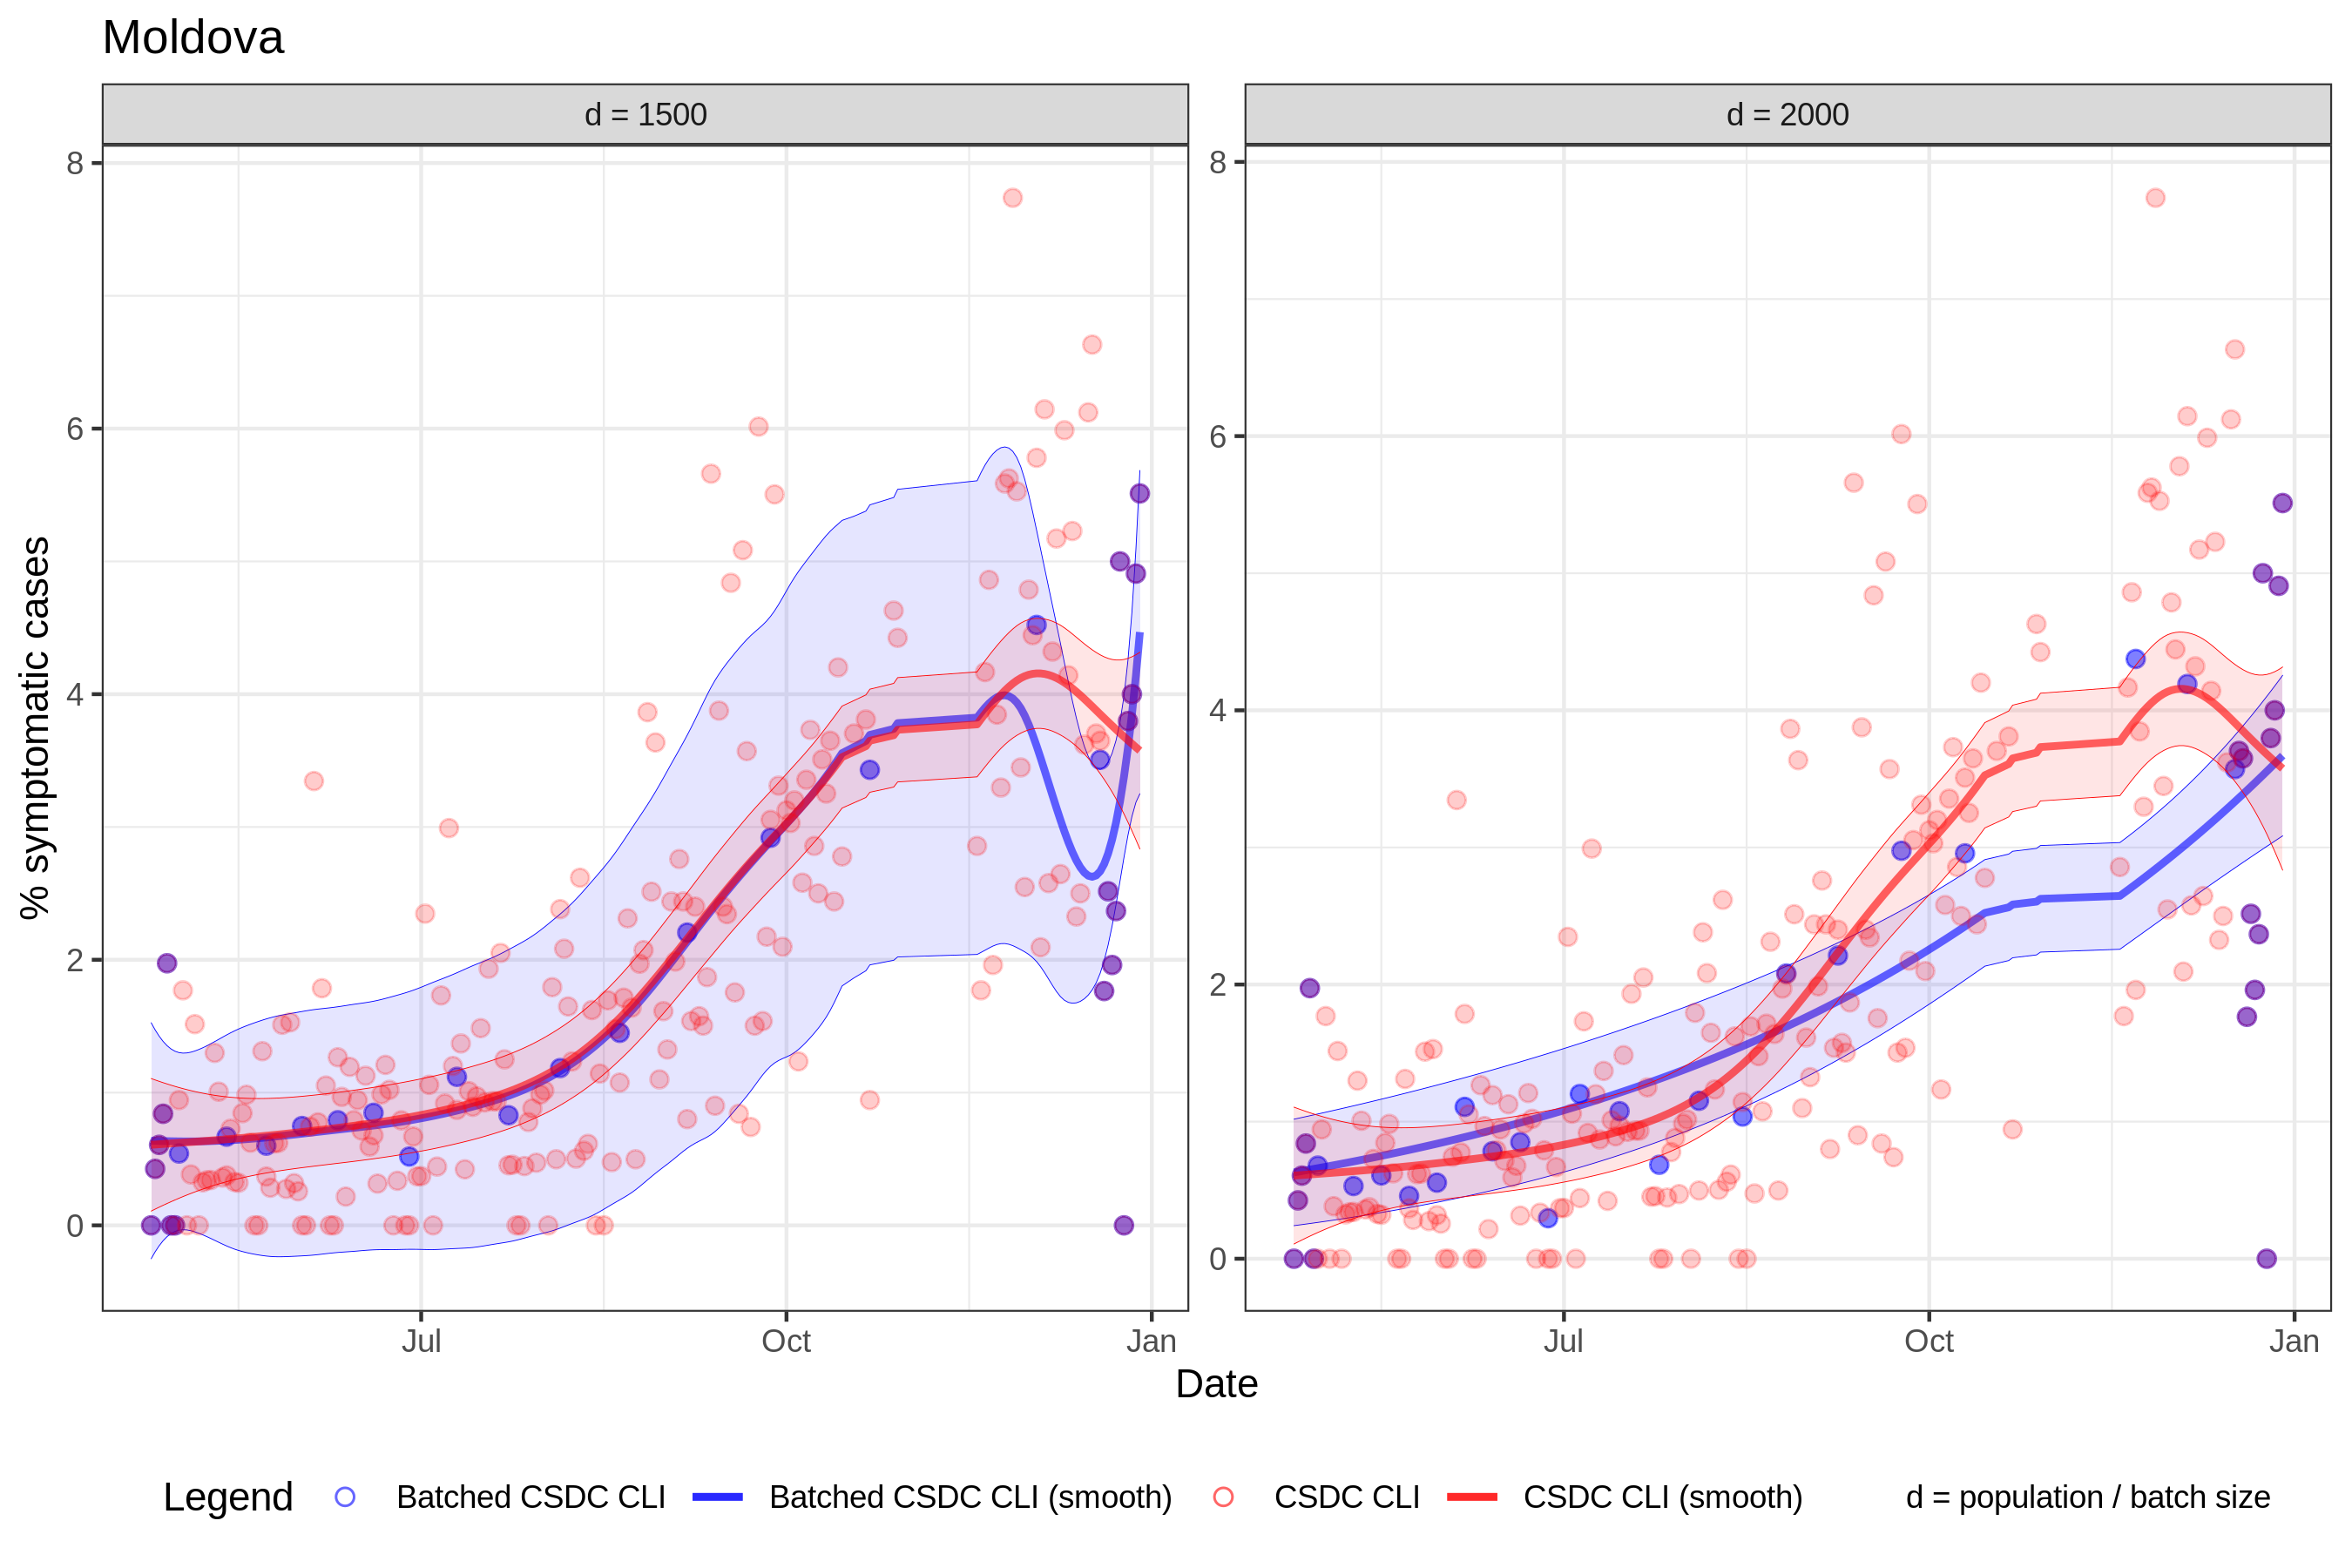 Moldova
d = 1500
d = 2000
% symptomatic cases
8
6
4
2
0
8
6
4
2
0
Jul
Oct
Jan
Jul
Oct
Jan
Date
Legend
Batched CSDC CLI
Batched CSDC CLI (smooth)
CSDC CLI
CSDC CLI (smooth)
d = population / batch size